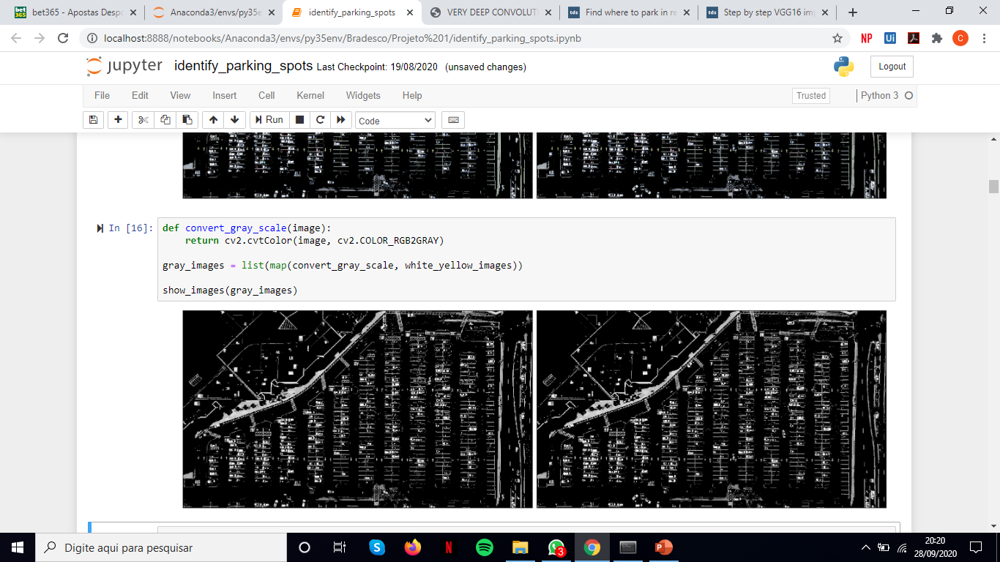 bet365 - Apostas Despo
Anaconda3/envs/py35e
identify_parking_spots
VERY DEEP CONVOLUTI
tds
Find where to park in re
tds
Step by step VGG16 imp
localhost:8888/notebooks/Anaconda3/envs/py35env/Bradesco/Projeto%201/identify_parking_spots.ipynb
NP
Ui
C
jupyter
identify_parking_spots Last Checkpoint: 19/08/2020 (unsaved changes)
Logout
File Edit View Insert Cell Kernel Widgets Help
Trusted
Python 3
Run
Code
In [16]:
def convert_gray_scale(image):
    return cv2.cvtColor(image, cv2.COLOR_RGB2GRAY)
gray_images = list(map(convert_gray_scale, white_yellow_images))
show_images(gray_images)
Digite aqui para pesquisar
3
20:20
28/09/2020